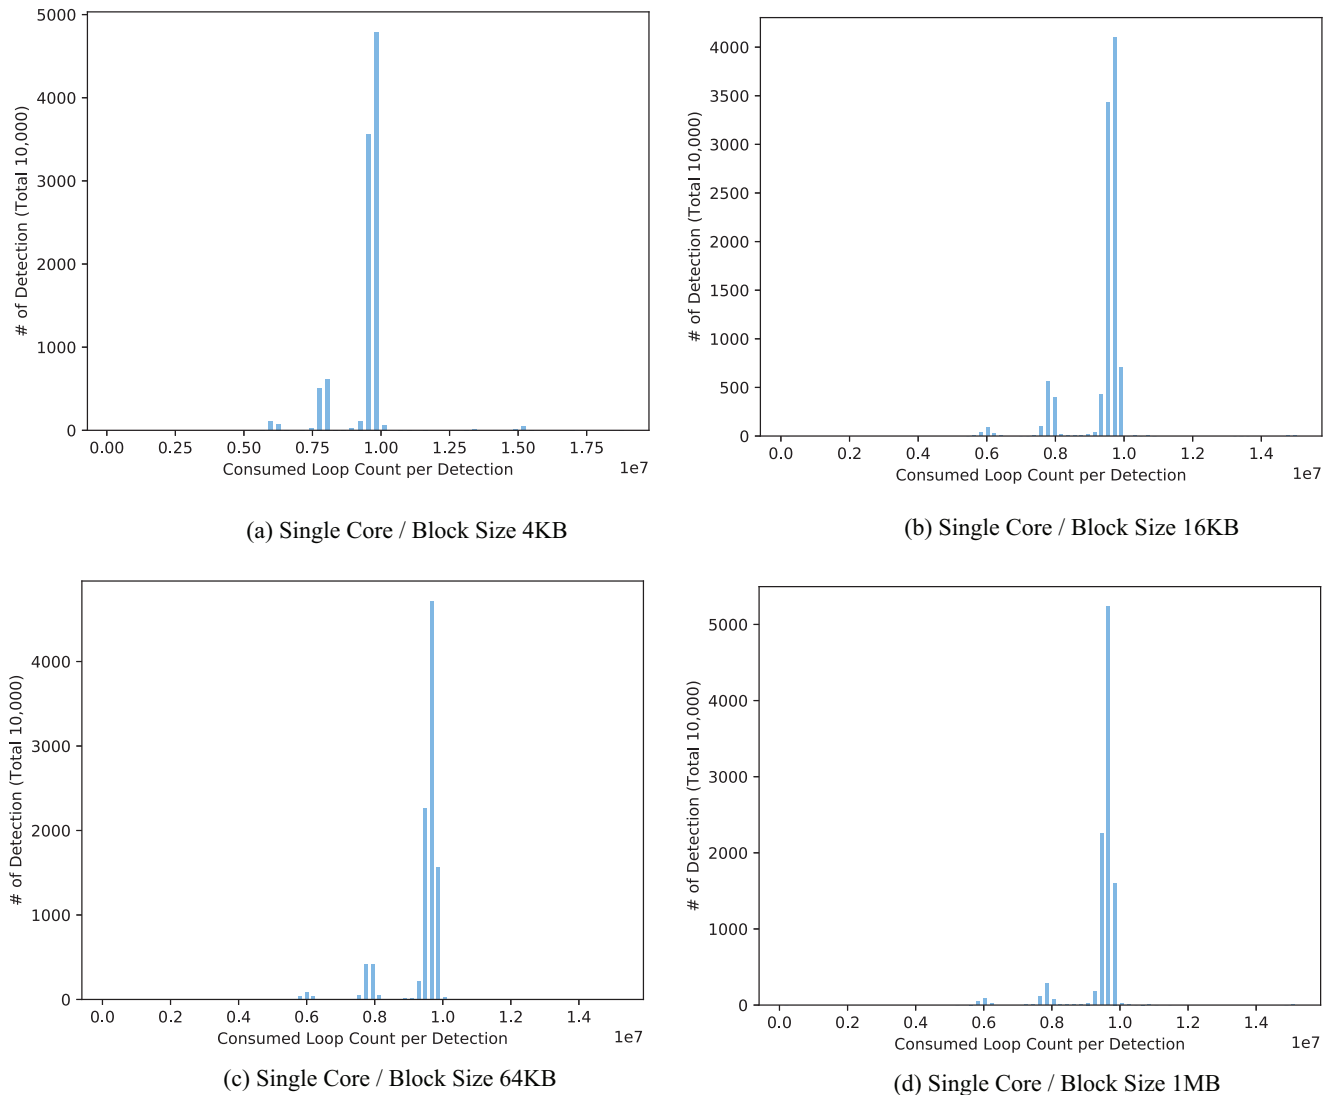 5000
4000
3000
2000
1000
0
# of Detection (Total 10,000)
0.00 0.25 0.50 0.75 1.00 1.25 1.50 1.75
Consumed Loop Count per Detection
1e7
(a) Single Core / Block Size 4KB
4000
3500
3000
2500
2000
1500
1000
500
0
# of Detection (Total 10,000)
0.0 0.2 0.4 0.6 0.8 1.0 1.2 1.4
Consumed Loop Count per Detection
1e7
(b) Single Core / Block Size 16KB
4000
3000
2000
1000
0
# of Detection (Total 10,000)
0.0 0.2 0.4 0.6 0.8 1.0 1.2 1.4
Consumed Loop Count per Detection
1e7
(c) Single Core / Block Size 64KB
5000
4000
3000
2000
1000
0
# of Detection (Total 10,000)
0.0 0.2 0.4 0.6 0.8 1.0 1.2 1.4
Consumed Loop Count per Detection
1e7
(d) Single Core / Block Size 1MB